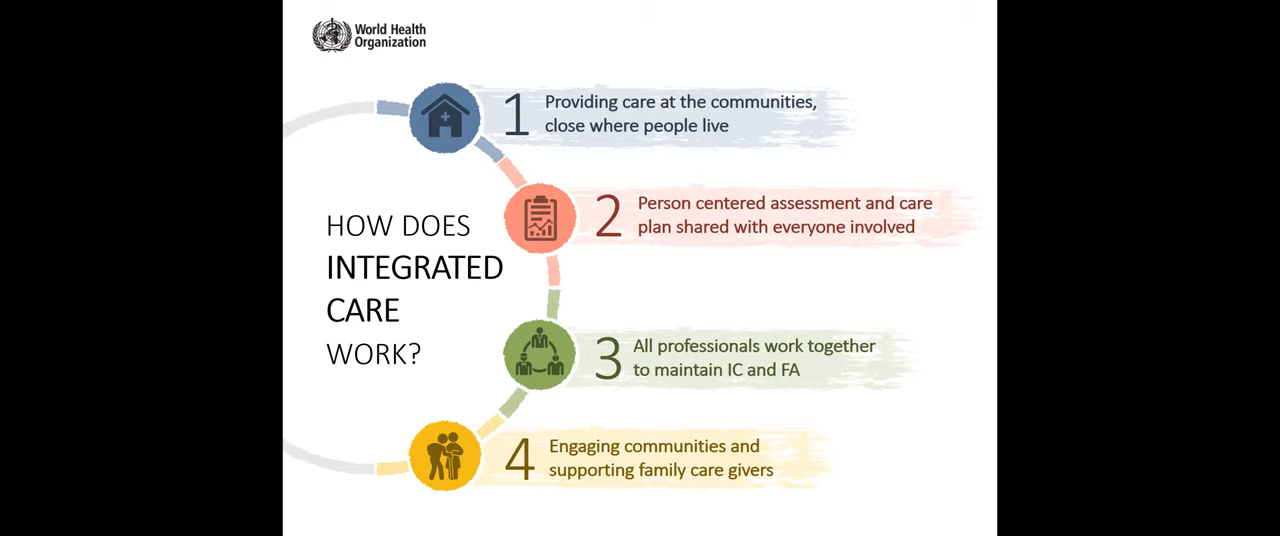 World Health
Organization
HOW DOES
INTEGRATED
CARE
WORK?
1
Providing care at the communities,
close where people live
2
Person centered assessment and care
plan shared with everyone involved
3
All professionals work together
to maintain IC and FA
4
Engaging communities and
supporting family care givers